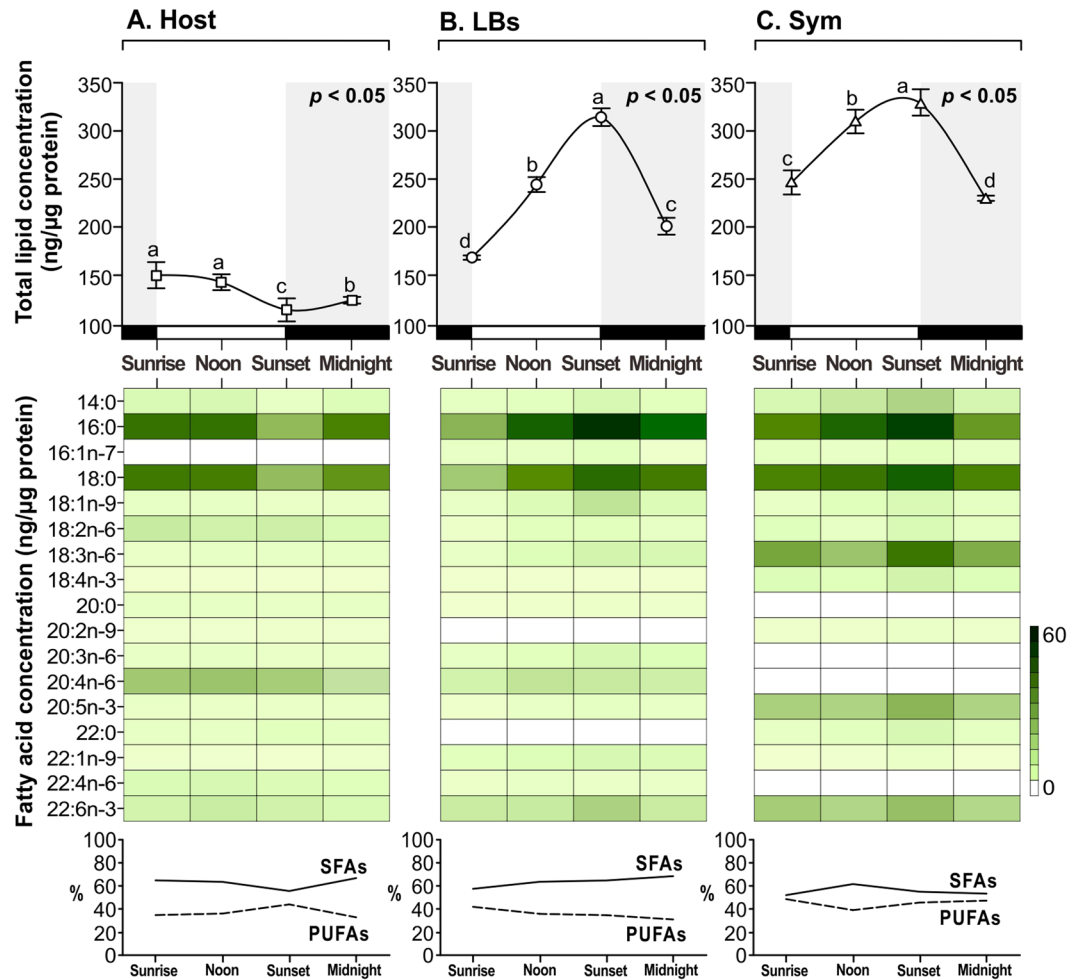 A. Host
B. LBs
C. Sym
Total lipid concentration
(ng/µg protein)
350
300
250
200
150
100
p < 0.05
a
a
c
b
Sunrise Noon Sunset Midnight
350
300
250
200
150
100
p < 0.05
d
b
a
c
Sunrise Noon Sunset Midnight
350
300
250
200
150
100
p < 0.05
c
b
a
d
Sunrise Noon Sunset Midnight
Fatty acid concentration (ng/µg protein)
14:0
16:0
16:1n-7
18:0
18:1n-9
18:2n-6
18:3n-6
18:4n-3
20:0
20:2n-9
20:3n-6
20:4n-6
20:5n-3
22:0
22:1n-9
22:4n-6
22:6n-3
60
0
100
80
60
40
20
0
%
SFAs
PUFAs
Sunrise Noon Sunset Midnight
100
80
60
40
20
0
%
SFAs
PUFAs
Sunrise Noon Sunset Midnight
100
80
60
40
20
0
%
SFAs
PUFAs
Sunrise Noon Sunset Midnight